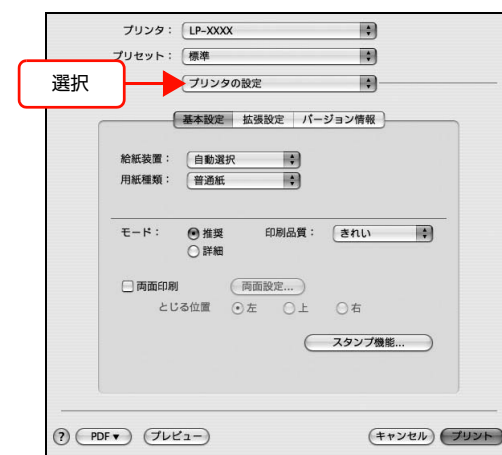 プリンタ： LP-XXXX
プリセット： 標準
選択 プリンタの設定
基本設定 拡張設定 バージョン情報
給紙装置： 自動選択
用紙種類： 普通紙
モード： 推奨 印刷品質： きれい
詳細
両面印刷 両面設定...
とじる位置 左 上 右
スタンプ機能...
? PDF▼ プレビュー キャンセル プリント